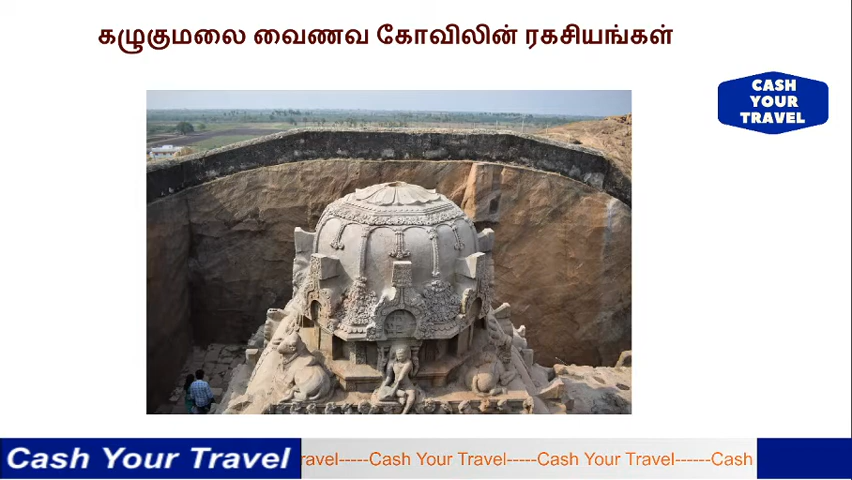 கழுகுமலை வைணவ கோவிலின் ரகசியங்கள்
CASH
YOUR
TRAVEL
Cash Your Travel
ravel-----Cash Your Travel-----Cash Your Travel------Cash